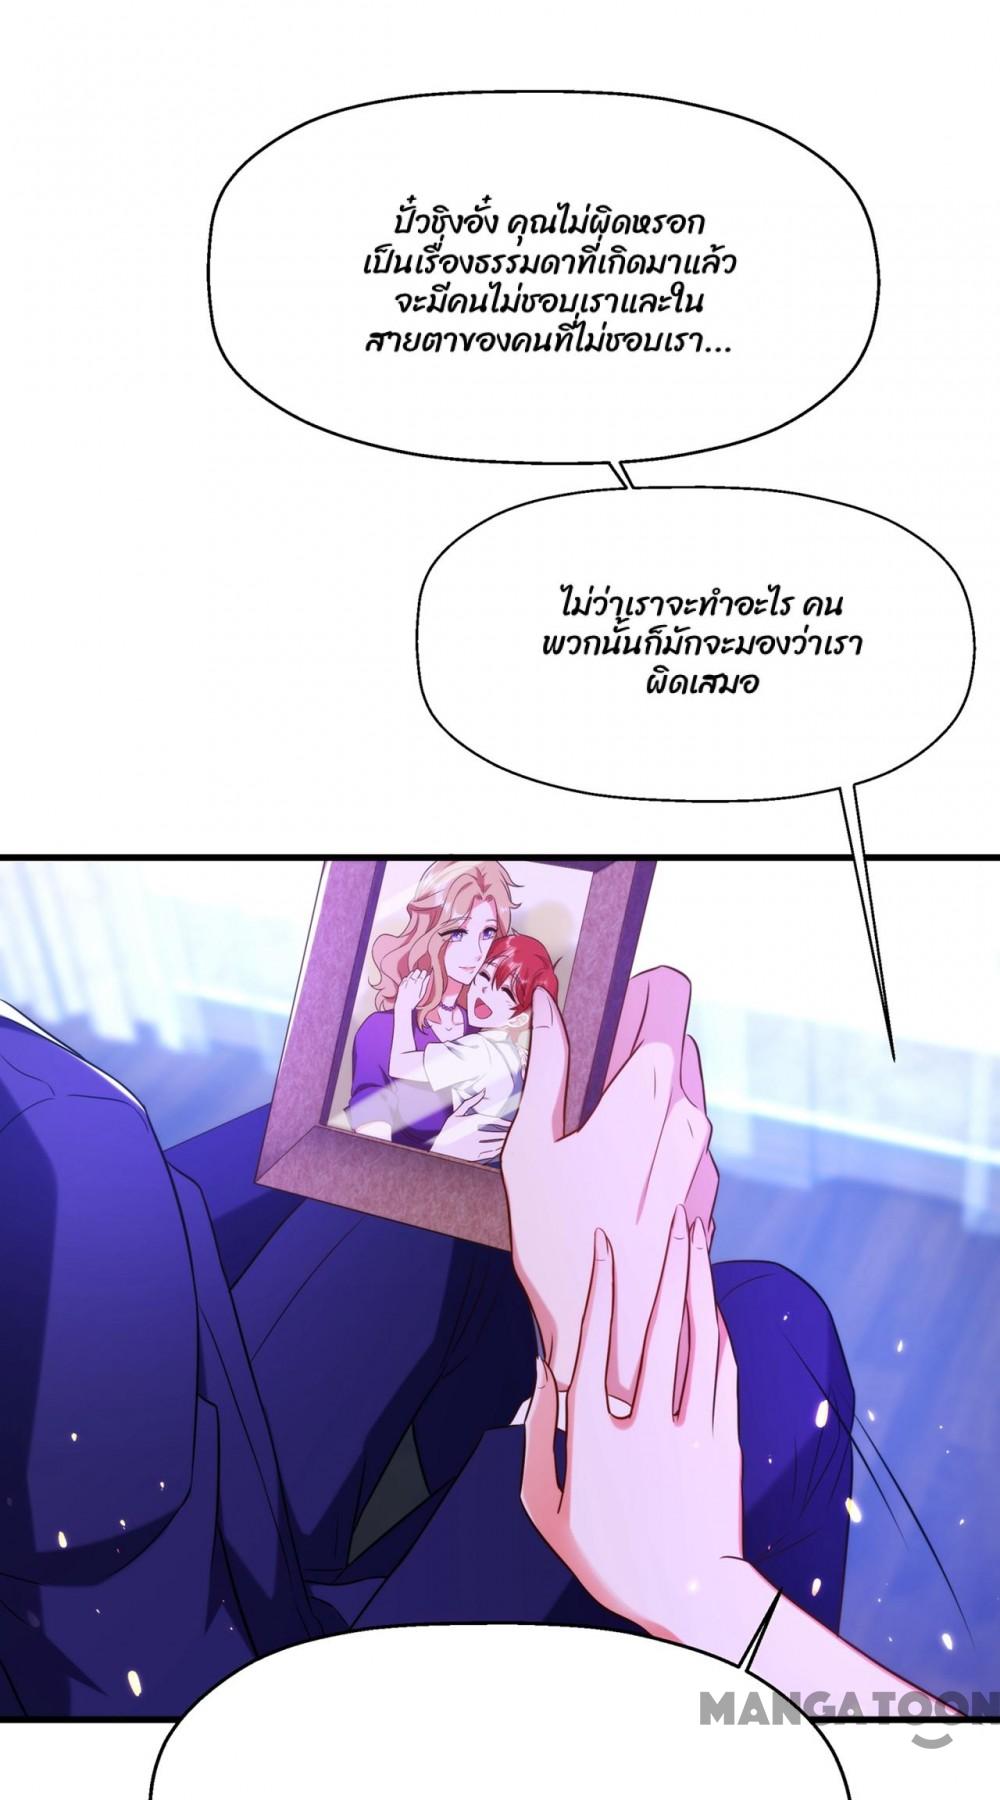 ปั๋วชิงอั๋ง คุณไม่ผิดหรอก
เป็นเรื่องธรรมดาที่เกิดมาแล้ว
จะมีคนไม่ชอบเราและใน
สายตาของคนที่ไม่ชอบเรา...
ไม่ว่าเราจะทำอะไร คน
พวกนั้นก็มักจะมองว่าเรา
ผิดเสมอ
MANGATOON